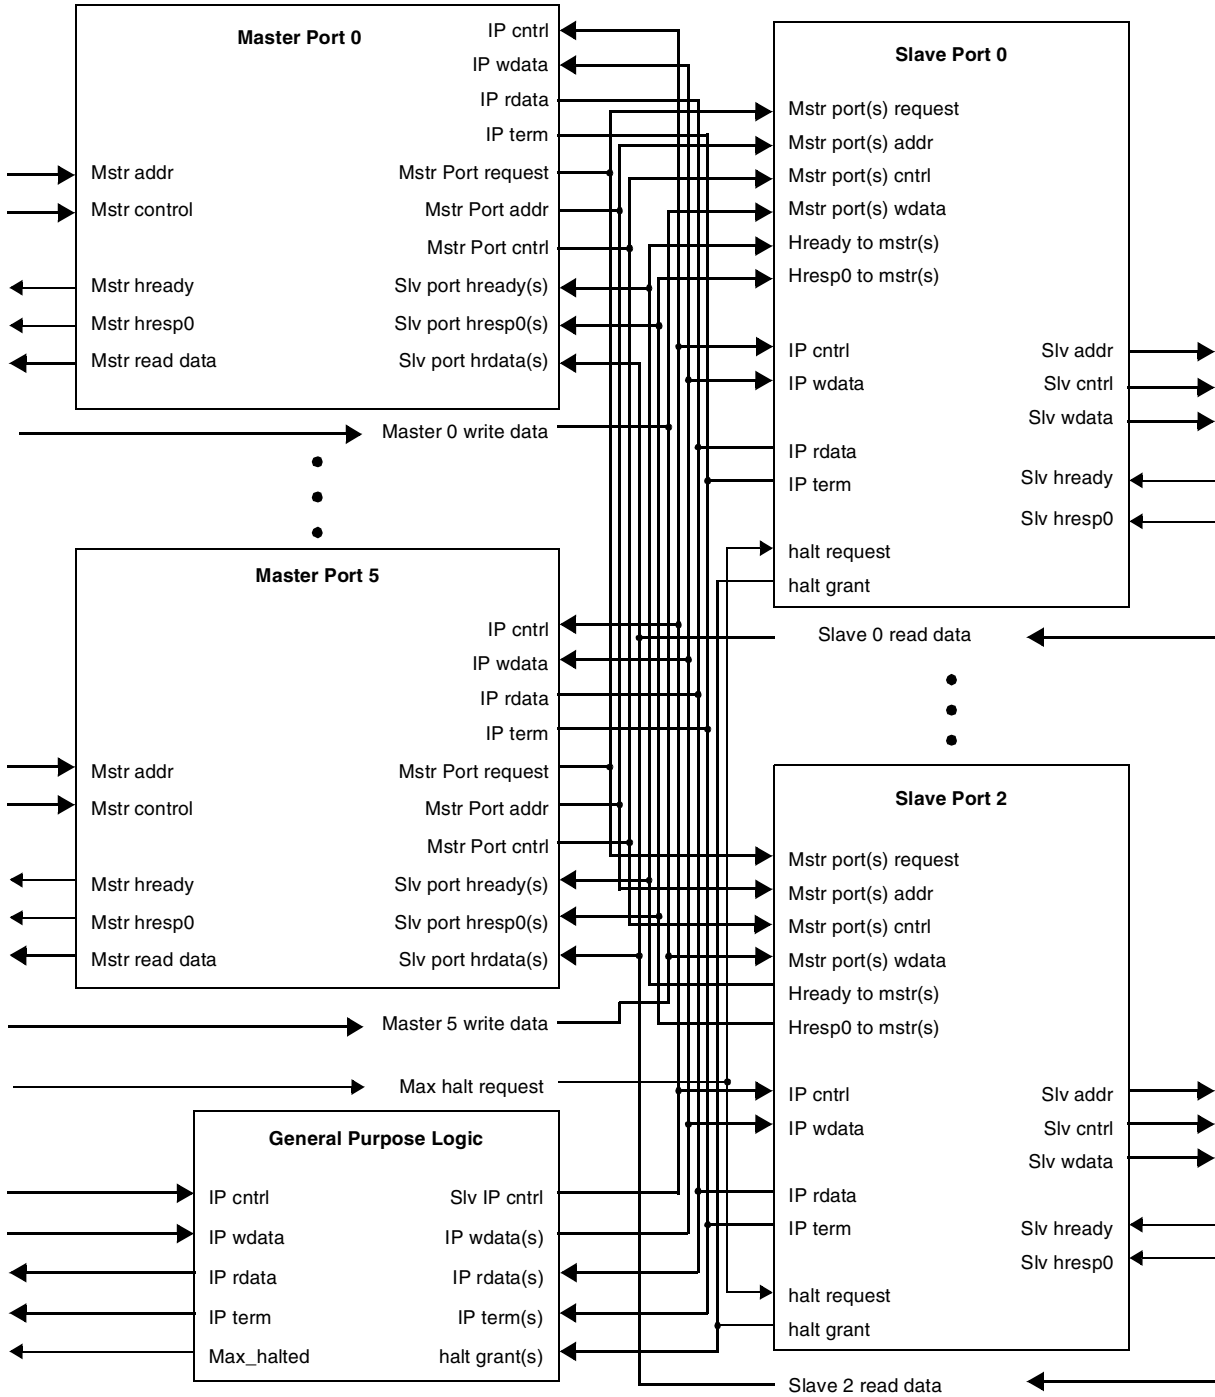 Master Port 0
IP cntrl
IP wdata
IP rdata
IP term
Mstr addr
Mstr Port request
Mstr control
Mstr Port addr
Mstr Port cntrl
Mstr hready
Slv port hready(s)
Mstr hresp0
Slv port hresp0(s)
Mstr read data
Slv port hrdata(s)
Master 0 write data
Master Port 5
IP cntrl
IP wdata
IP rdata
IP term
Mstr addr
Mstr Port request
Mstr control
Mstr Port addr
Mstr Port cntrl
Mstr hready
Slv port hready(s)
Mstr hresp0
Slv port hresp0(s)
Mstr read data
Slv port hrdata(s)
Master 5 write data
Max halt request
General Purpose Logic
IP cntrl
Slv IP cntrl
IP wdata
IP wdata(s)
IP rdata
IP rdata(s)
IP term
IP term(s)
Max_halted
halt grant(s)
Slave Port 0
Mstr port(s) request
Mstr port(s) addr
Mstr port(s) cntrl
Mstr port(s) wdata
Hready to mstr(s)
Hresp0 to mstr(s)
IP cntrl
Slv addr
IP wdata
Slv cntrl
Slv wdata
IP rdata
Slv hready
IP term
Slv hresp0
halt request
halt grant
Slave 0 read data
Slave Port 2
Mstr port(s) request
Mstr port(s) addr
Mstr port(s) cntrl
Mstr port(s) wdata
Hready to mstr(s)
Hresp0 to mstr(s)
IP cntrl
Slv addr
IP wdata
Slv cntrl
Slv wdata
IP rdata
IP term
Slv hready
Slv hresp0
halt request
halt grant
Slave 2 read data